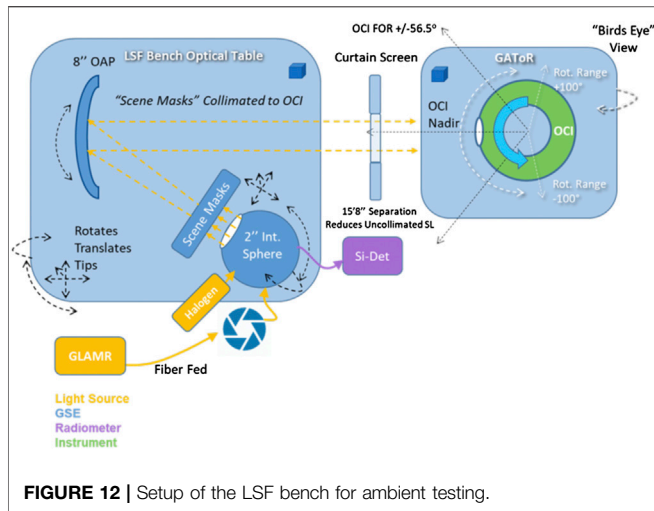 LSF Bench Optical Table
8’’ OAP
“Scene Masks” Collimated to OCI
Scene Masks
2’’ Int.
Sphere
Rotates
Translates
Tips
Halogen
GLAMR
Fiber Fed
Si-Det
Curtain Screen
15’8” Separation
Reduces Uncollimated SL
OCI FOR +/-56.5°
“Birds Eye”
View
GAToR
Rot. Range
+100°
OCI
Nadir
OCI
Rot. Range
-100°
Light Source
GSE
Radiometer
Instrument
FIGURE 12 | Setup of the LSF bench for ambient testing.